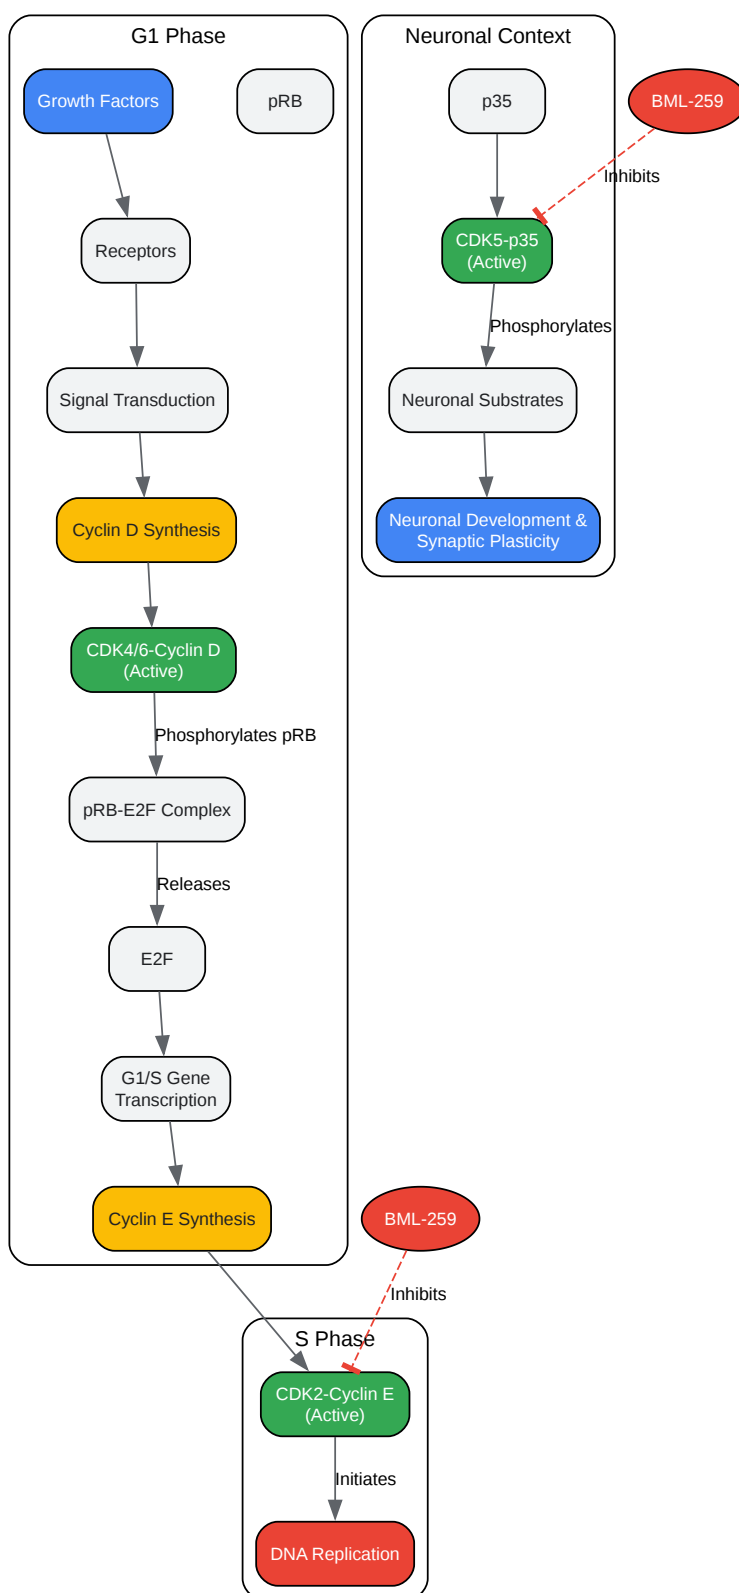 G1 Phase
Growth Factors
pRB
Receptors
Signal Transduction
Cyclin D Synthesis
CDK4/6-Cyclin D
(Active)
Phosphorylates pRB
pRB-E2F Complex
Releases
E2F
G1/S Gene
Transcription
Cyclin E Synthesis
Neuronal Context
p35
BML-259
Inhibits
CDK5-p35
(Active)
Phosphorylates
Neuronal Substrates
Neuronal Development &
Synaptic Plasticity
BML-259
Inhibits
S Phase
CDK2-Cyclin E
(Active)
Initiates
DNA Replication